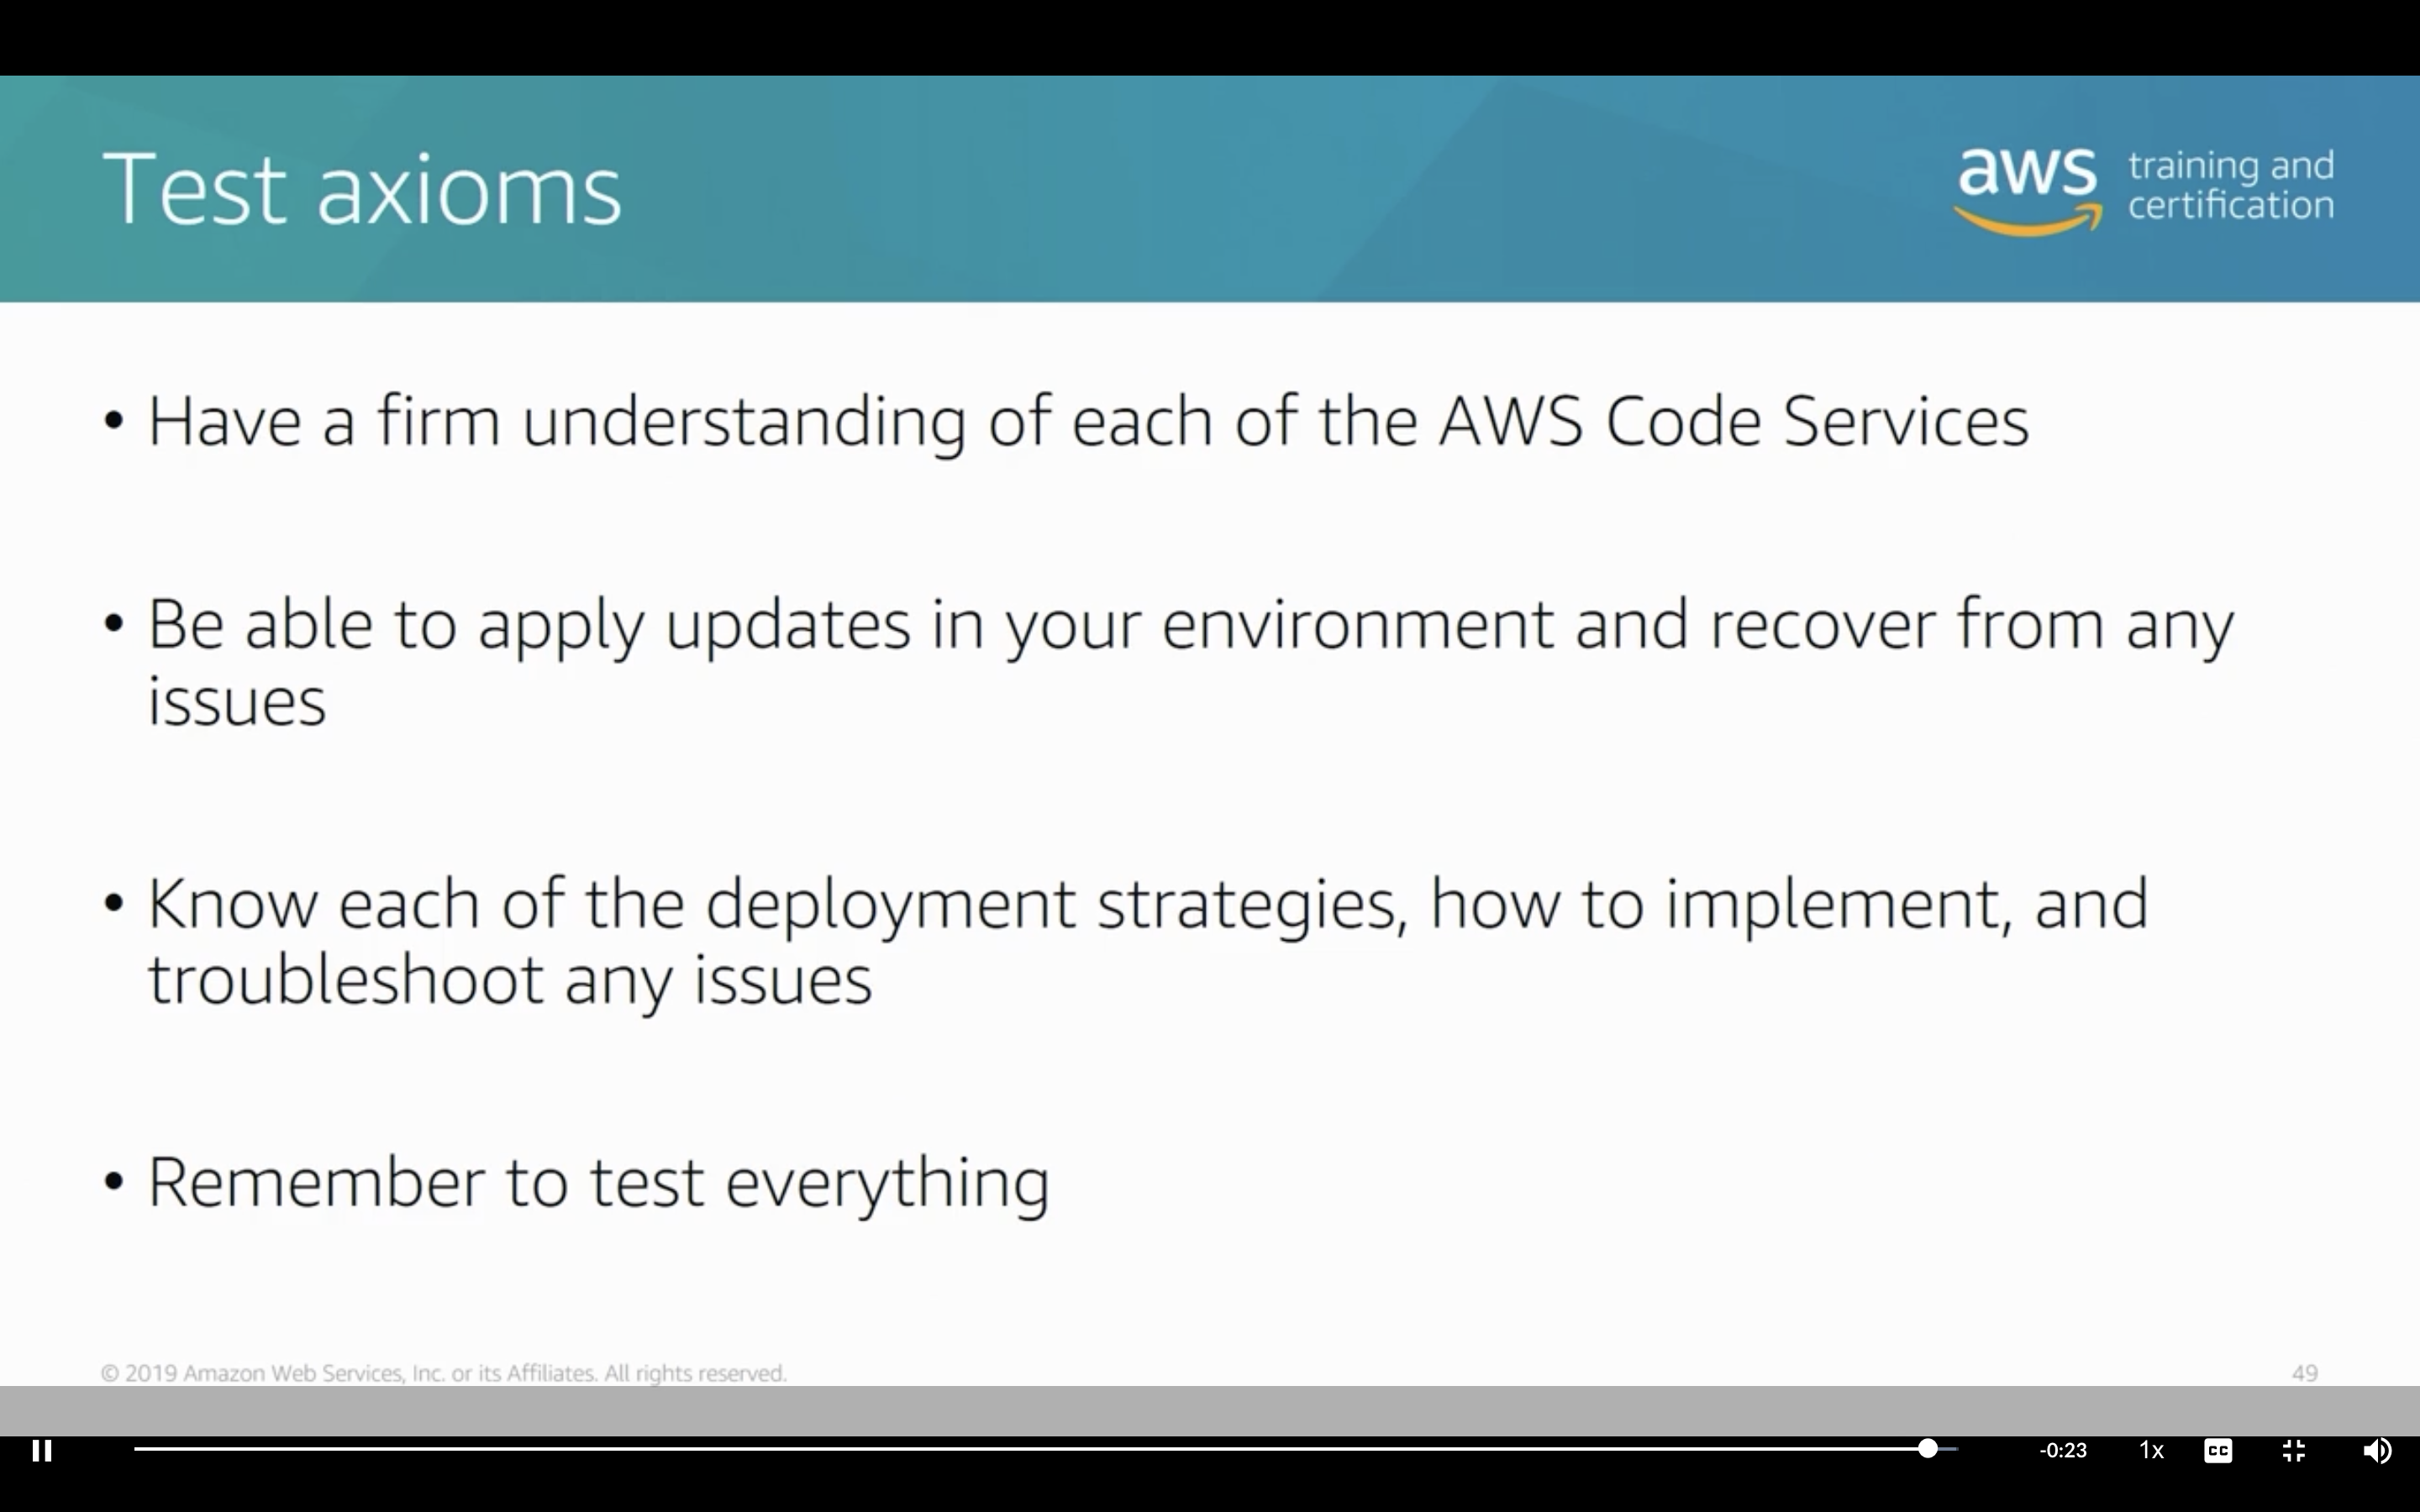 Test axioms
aws training and
certification
• Have a firm understanding of each of the AWS Code Services
• Be able to apply updates in your environment and recover from any
issues
• Know each of the deployment strategies, how to implement, and
troubleshoot any issues
• Remember to test everything
© 2019 Amazon Web Services, Inc. or its Affiliates. All rights reserved.
49
-0:23 1x CC